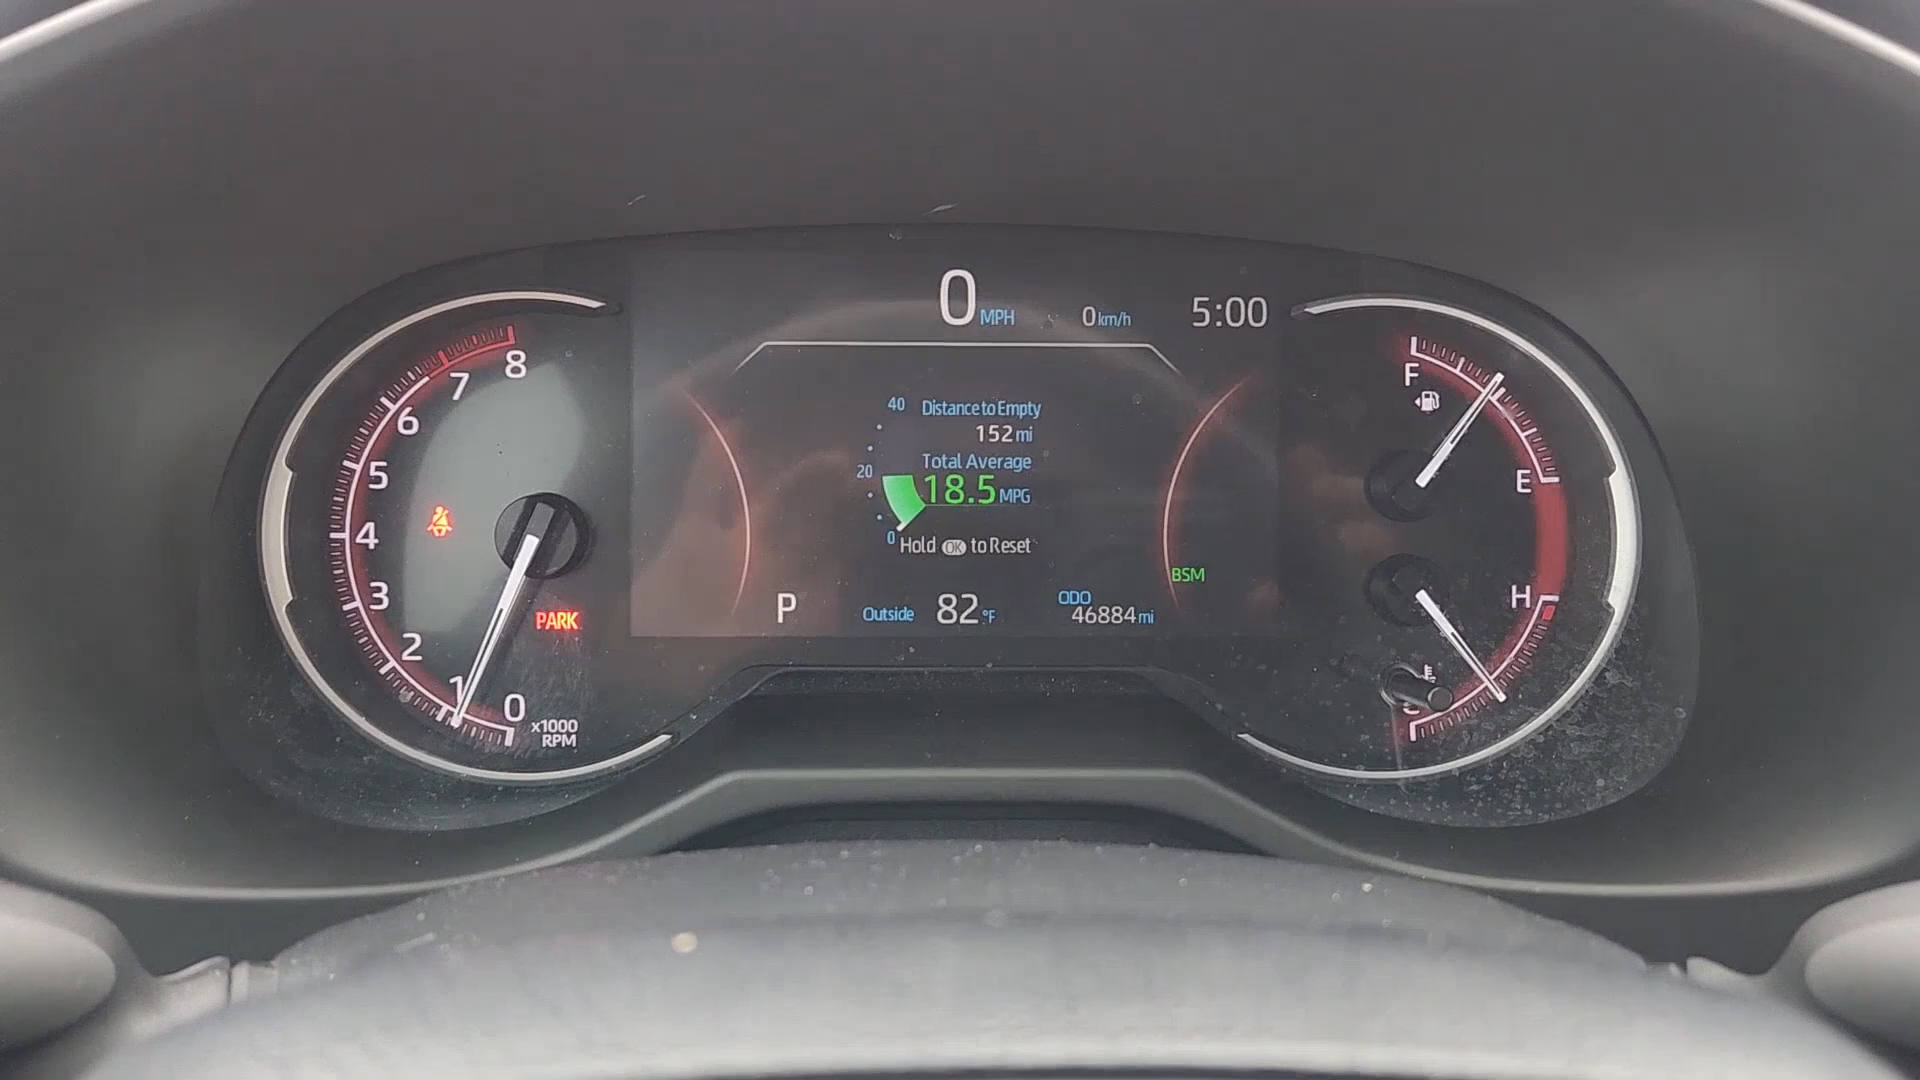 0 MPH 0 km/h 5:00
8
7
6
5
4
3
2
1
0
x1000
RPM
PARK
40 Distance to Empty
152 mi
20 Total Average
18.5 MPG
0 Hold OK to Reset
BSM
P Outside 82 °F ODO
46884 mi
F
E
H